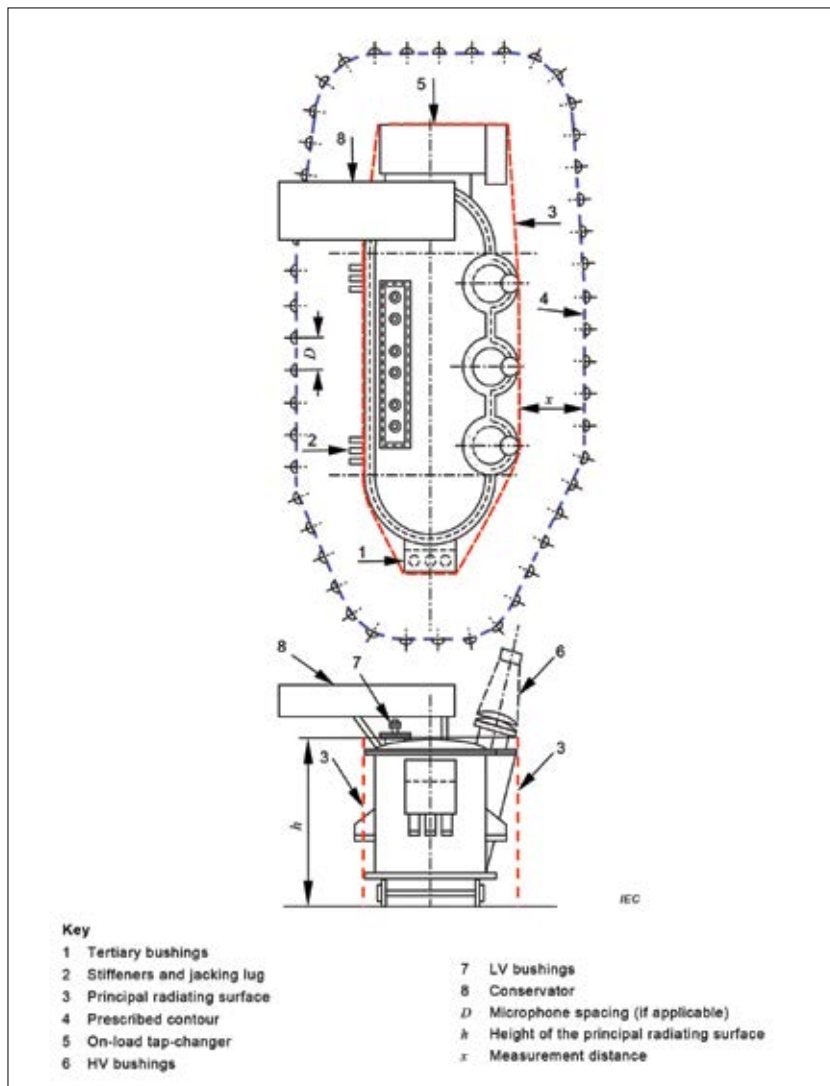 5
8
3
4
D
x
2
1
8
7
6
3
3
h
IEC
Key
1 Tertiary bushings
2 Stiffeners and jacking lug
3 Principal radiating surface
4 Prescribed contour
5 On-load tap-changer
6 HV bushings
7 LV bushings
8 Conservator
D Microphone spacing (if applicable)
h Height of the principal radiating surface
x Measurement distance